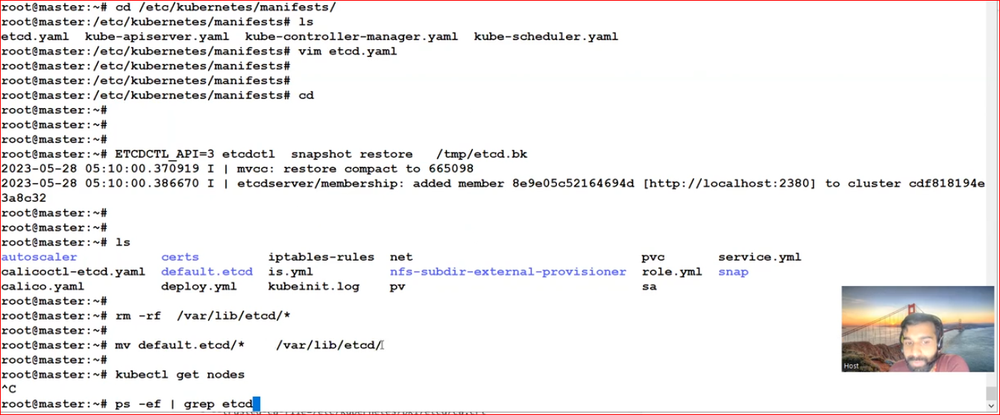 root@master:~# cd /etc/kubernetes/manifests/
root@master:/etc/kubernetes/manifests# ls
etcd.yaml  kube-apiserver.yaml  kube-controller-manager.yaml  kube-scheduler.yaml
root@master:/etc/kubernetes/manifests# vim etcd.yaml
root@master:/etc/kubernetes/manifests#
root@master:/etc/kubernetes/manifests#
root@master:/etc/kubernetes/manifests# cd
root@master:~#
root@master:~#
root@master:~#
root@master:~# ETCDCTL_API=3 etcdctl  snapshot restore   /tmp/etcd.bk
2023-05-28 05:10:00.370919 I | mvcc: restore compact to 665098
2023-05-28 05:10:00.386670 I | etcdserver/membership: added member 8e9e05c52164694d [http://localhost:2380] to cluster cdf818194e
3a8c32
root@master:~#
root@master:~#
root@master:~# ls
autoscaler  certs  iptables-rules  net  pvc  service.yml
calicoctl-etcd.yaml  default.etcd  is.yml  nfs-subdir-external-provisioner  role.yml  snap
calico.yaml  deploy.yml  kubeinit.log  pv  sa
root@master:~#
root@master:~# rm -rf  /var/lib/etcd/*
root@master:~#
root@master:~# mv default.etcd/*    /var/lib/etcd/
root@master:~#
root@master:~# kubectl get nodes
^C
root@master:~# ps -ef | grep etcd
Host